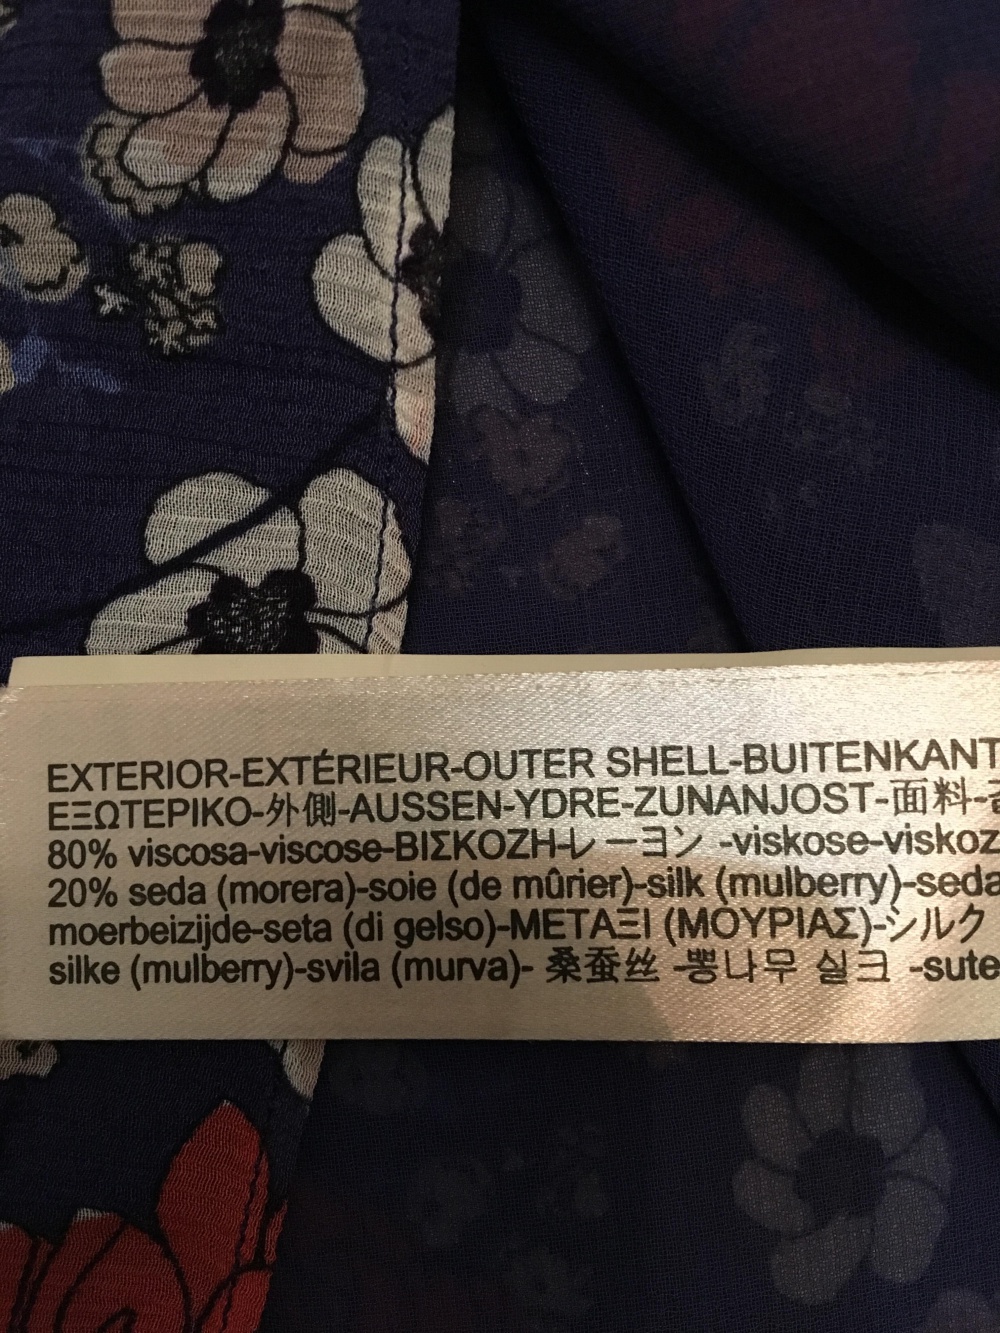 EXTERIOR-EXTÉRIEUR-OUTER SHELL-BUITENKANT
ΕΞΩΤΕΡΙΚΟ-外側-AUSSEN-YDRE-ZUNANJOST-面料-
80% viscosa-viscose-ΒΙΣΚΟΖΗ-レーヨン -viskose-viskoz
20% seda (morera)-soie (de mûrier)-silk (mulberry)-seda
moerbeizijde-seta (di gelso)-ΜΕΤΑΞΙ (ΜΟΥΡΙΑΣ)-シルク
silke (mulberry)-svila (murva)- 桑蚕丝 -뽕나무 실크 -sute